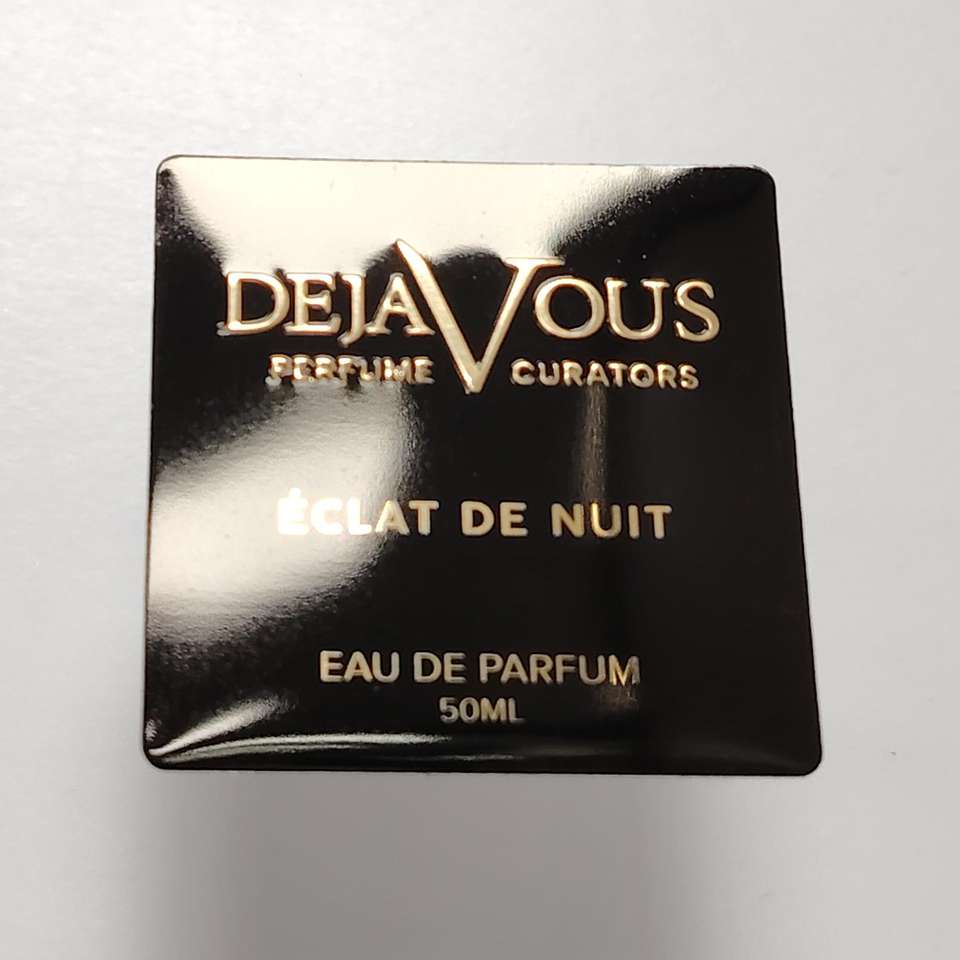 DEJAVOUS
PERFUME CURATORS
ÉCLAT DE NUIT
EAU DE PARFUM
50ML